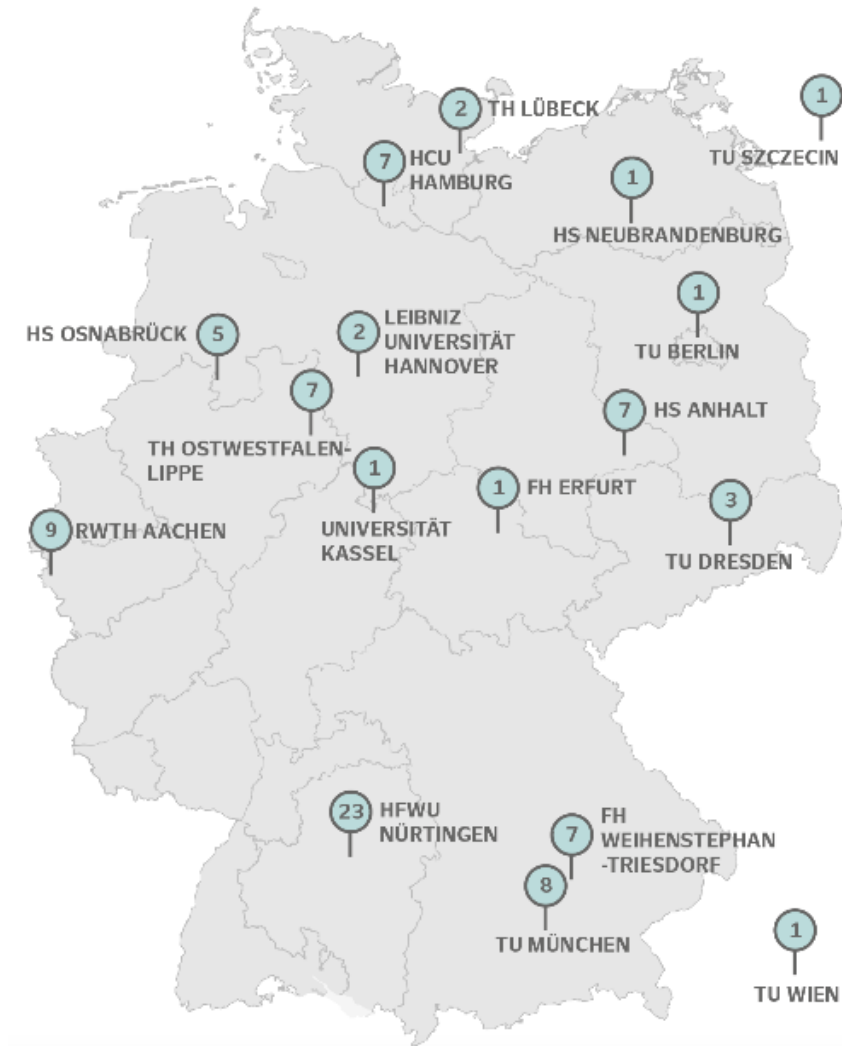 2
TH LÜBECK
1
TU SZCZECIN
7
HCU
HAMBURG
1
HS NEUBRANDENBURG
1
TU BERLIN
HS OSNABRÜCK
5
2
LEIBNIZ
UNIVERSITÄT
HANNOVER
7
TH OSTWESTFALEN-
LIPPE
7
HS ANHALT
1
UNIVERSITÄT
KASSEL
1
FH ERFURT
3
TU DRESDEN
9
RWTH AACHEN
23
HFWU
NÜRTINGEN
7
FH
WEIHENSTEPHAN
-TRIESDORF
8
TU MÜNCHEN
1
TU WIEN